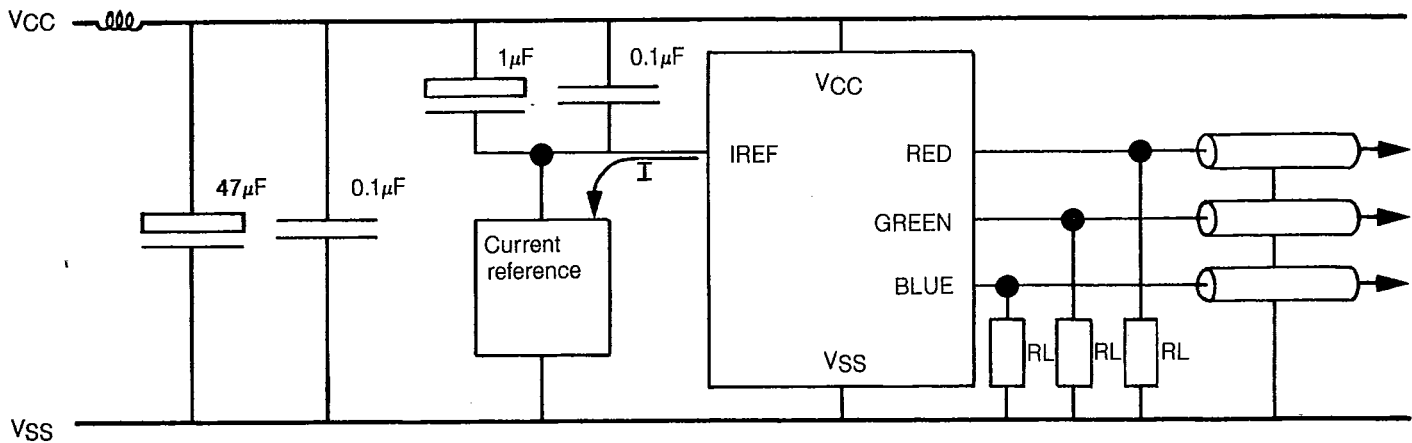 VCC
1µF
0.1µF
VCC
IREF
RED
I
47µF
0.1µF
GREEN
Current
reference
BLUE
RL
RL
RL
VSS
VSS